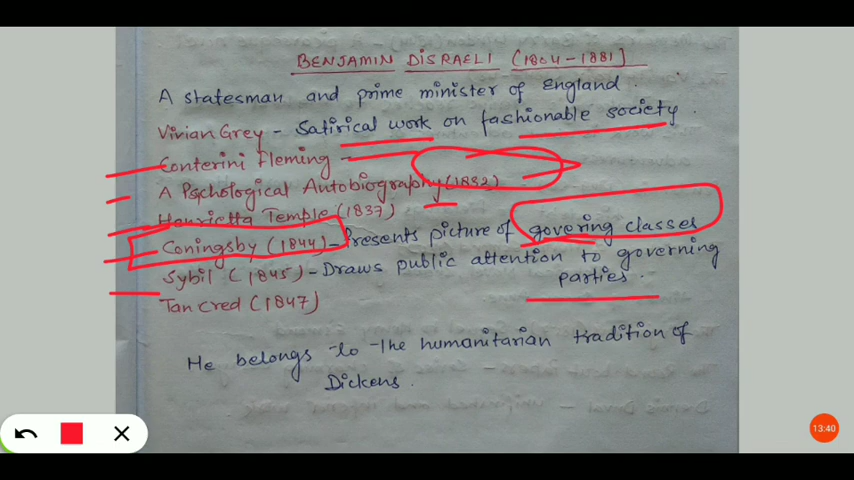 BENJAMIN DISRAELI (1804-1881]
A statesman and prime minister of England.
Vivian Grey - Satirical work on fashionable society.
Conterini Fleming -
A Pschological Autobiography (1832)
Henrietta Temple (1837)
Coningsby (1844) - Presents picture of govering classes
Sybil (1845) - Draws public attention to governing
parties.
Tancred (1847)
He belongs to the humanitarian tradition of
Dickens.
13:40